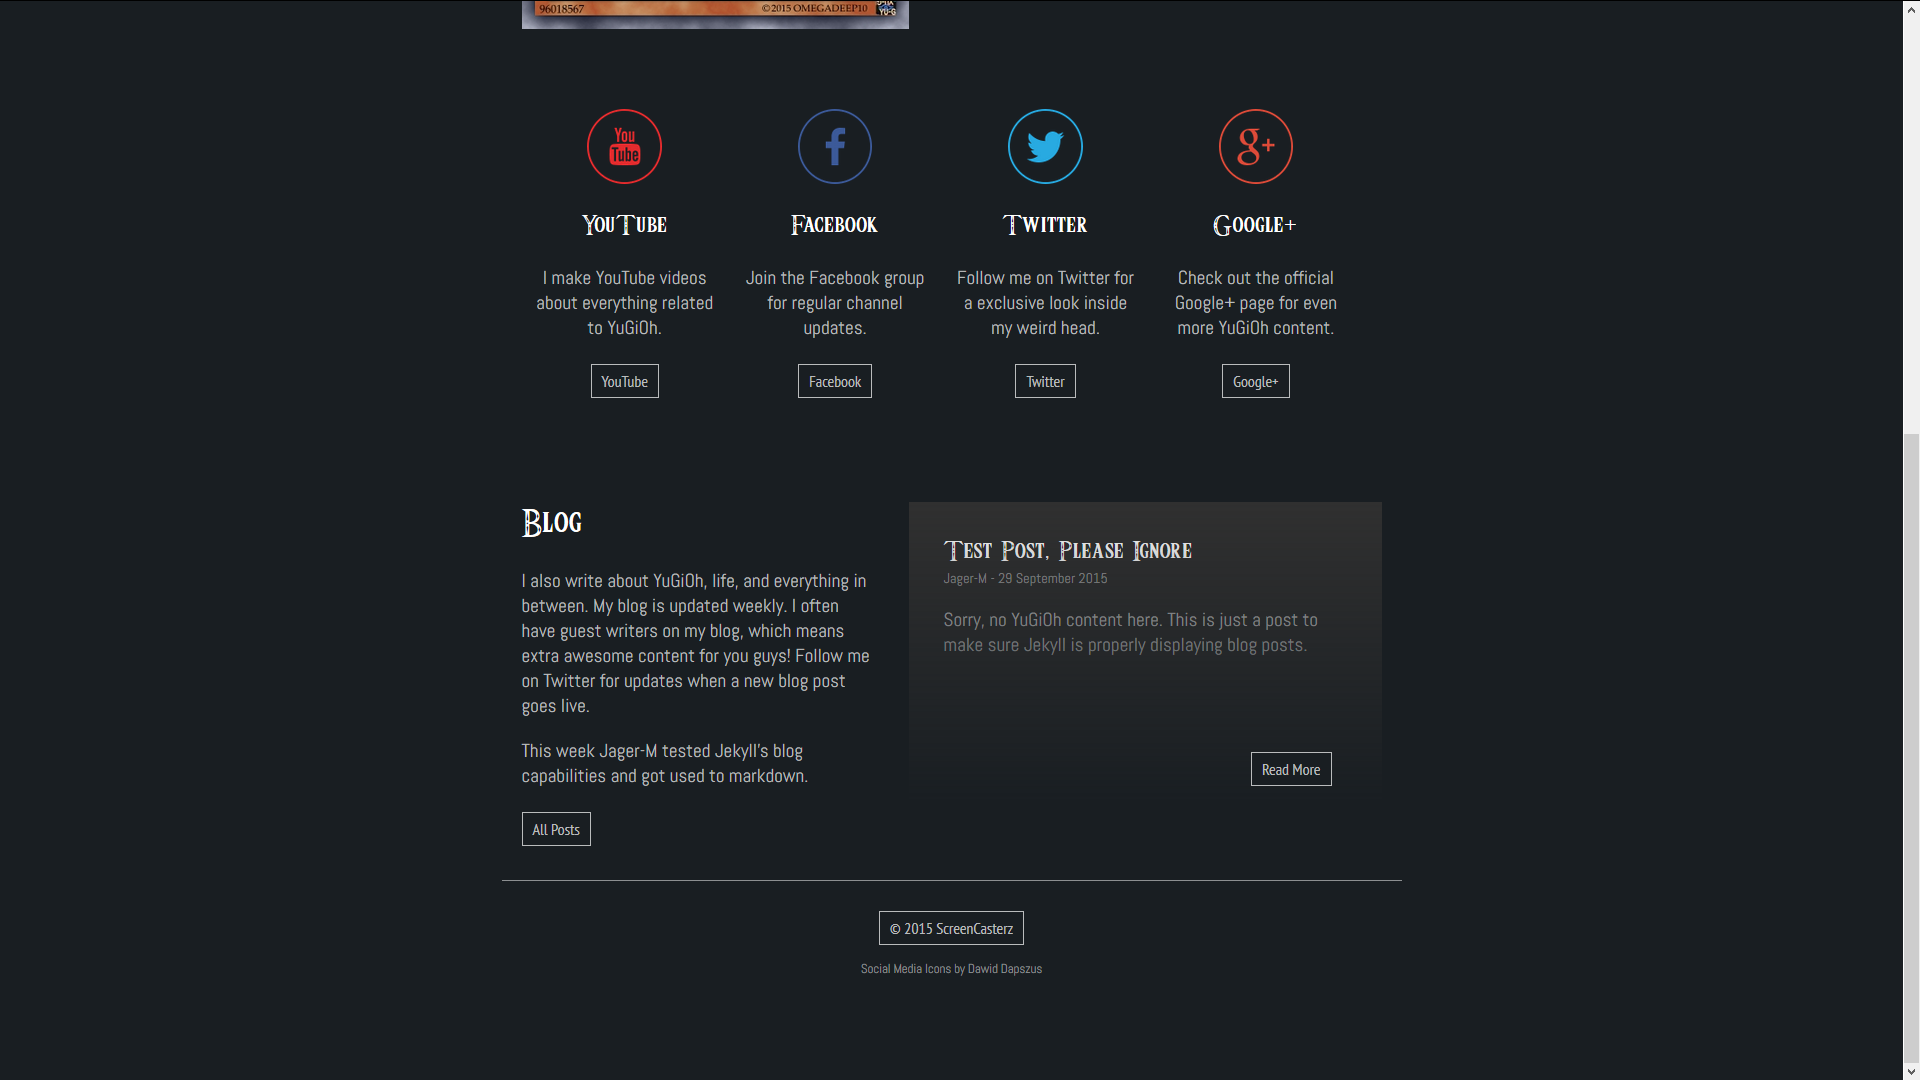 96018567
©2015 OMEGADEEP10
YU-G
You
Tube
f
g+
YouTube
Facebook
Twitter
Google+
I make YouTube videos
about everything related
to YuGiOh.
Join the Facebook group
for regular channel
updates.
Follow me on Twitter for
a exclusive look inside
my weird head.
Check out the official
Google+ page for even
more YuGiOh content.
YouTube
Facebook
Twitter
Google+
Blog
I also write about YuGiOh, life, and everything in
between. My blog is updated weekly. I often
have guest writers on my blog, which means
extra awesome content for you guys! Follow me
on Twitter for updates when a new blog post
goes live.
This week Jager-M tested Jekyll's blog
capabilities and got used to markdown.
All Posts
Test Post, Please Ignore
Jager-M - 29 September 2015
Sorry, no YuGiOh content here. This is just a post to
make sure Jekyll is properly displaying blog posts.
Read More
© 2015 ScreenCasterz
Social Media Icons by Dawid Dapszus